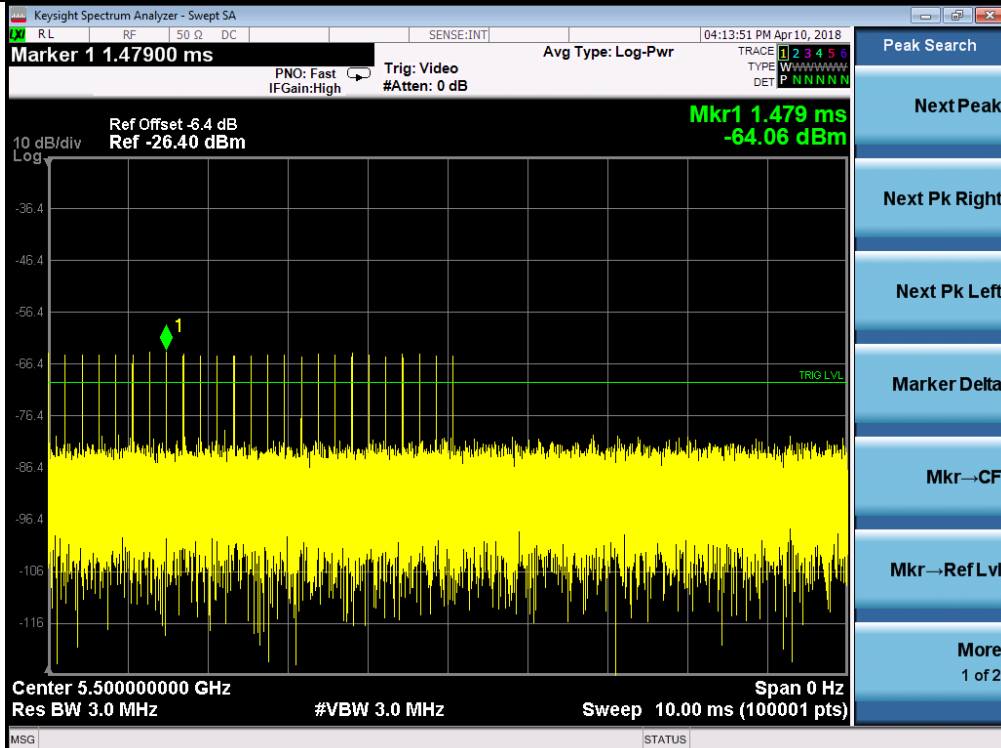 Keysight Spectrum Analyzer - Swept SA
LXI RL RF 50 Ω DC SENSE:INT 04:13:51 PM Apr 10, 2018
Marker 1 1.47900 ms
PNO: Fast
IFGain:High
Trig: Video
#Atten: 0 dB
Avg Type: Log-Pwr
TRACE 1 2 3 4 5 6
TYPE WWWWWW
DET P N N N N N
Mkr1 1.479 ms
-64.06 dBm
Ref Offset -6.4 dB
10 dB/div Ref -26.40 dBm
Log
-36.4
-46.4
-56.4
1
-66.4
TRIG LVL
-76.4
-86.4
-96.4
-106
-116
Center 5.500000000 GHz Span 0 Hz
Res BW 3.0 MHz #VBW 3.0 MHz Sweep 10.00 ms (100001 pts)
MSG STATUS
Peak Search
Next Peak
Next Pk Right
Next Pk Left
Marker Delta
Mkr→CF
Mkr→Ref Lvl
More
1 of 2